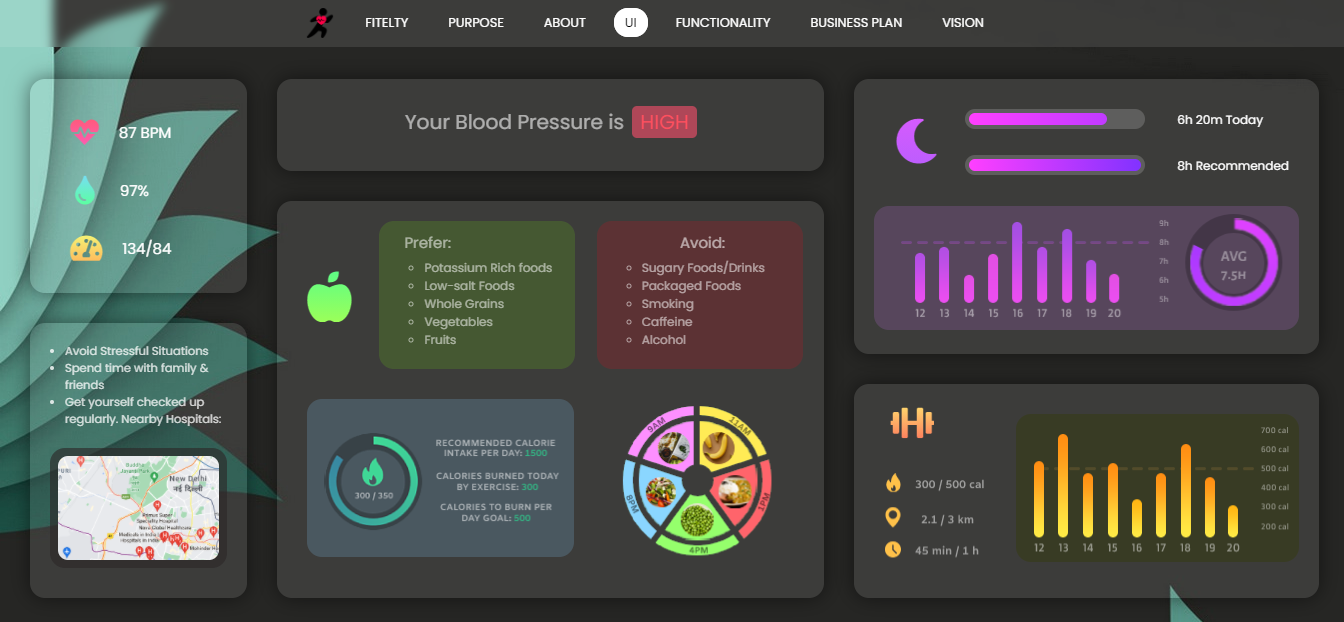 FITELTY
PURPOSE
ABOUT
UI
FUNCTIONALITY
BUSINESS PLAN
VISION
87 BPM
97%
134/84
Avoid Stressful Situations
Spend time with family &
friends
Get yourself checked up
regularly. Nearby Hospitals:
New Delhi
नई दिल्ली
Your Blood Pressure is HIGH
Prefer:
Potassium Rich foods
Low-salt Foods
Whole Grains
Vegetables
Fruits
Avoid:
Sugary Foods/Drinks
Packaged Foods
Smoking
Caffeine
Alcohol
300 / 350
RECOMMENDED CALORIE
INTAKE PER DAY: 1500
CALORIES BURNED TODAY
BY EXERCISE: 300
CALORIES TO BURN PER
DAY GOAL: 500
9AM
11AM
1PM
4PM
8PM
6h 20m Today
8h Recommended
9h
8h
7h
6h
5h
12 13 14 15 16 17 18 19 20
AVG
7.5H
300 / 500 cal
2.1 / 3 km
45 min / 1 h
700 cal
600 cal
500 cal
400 cal
300 cal
200 cal
12 13 14 15 16 17 18 19 20